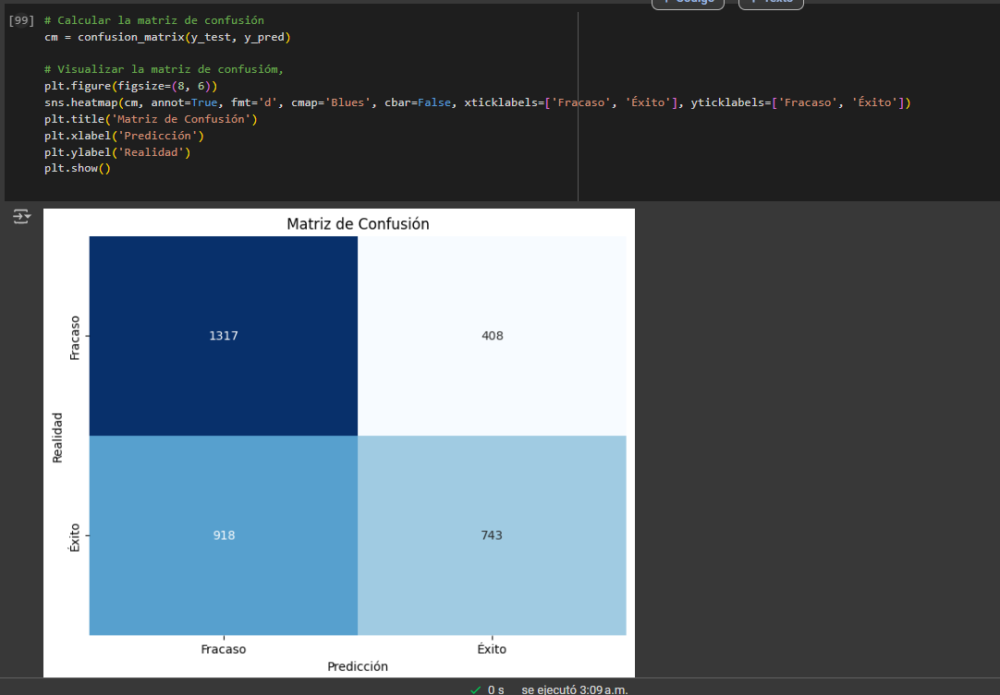 + Código + Texto
[99] # Calcular la matriz de confusión
cm = confusion_matrix(y_test, y_pred)
# Visualizar la matriz de confusióm,
plt.figure(figsize=(8, 6))
sns.heatmap(cm, annot=True, fmt='d', cmap='Blues', cbar=False, xticklabels=['Fracaso', 'Éxito'], yticklabels=['Fracaso', 'Éxito'])
plt.title('Matriz de Confusión')
plt.xlabel('Predicción')
plt.ylabel('Realidad')
plt.show()
Matriz de Confusión
Fracaso
1317
408
Realidad
Éxito
918
743
Fracaso
Éxito
Predicción
0 s se ejecutó 3:09 a.m.